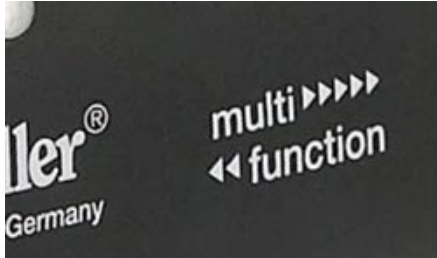 ller®
Germany
multi ▸▸▸▸▸
◂◂ function